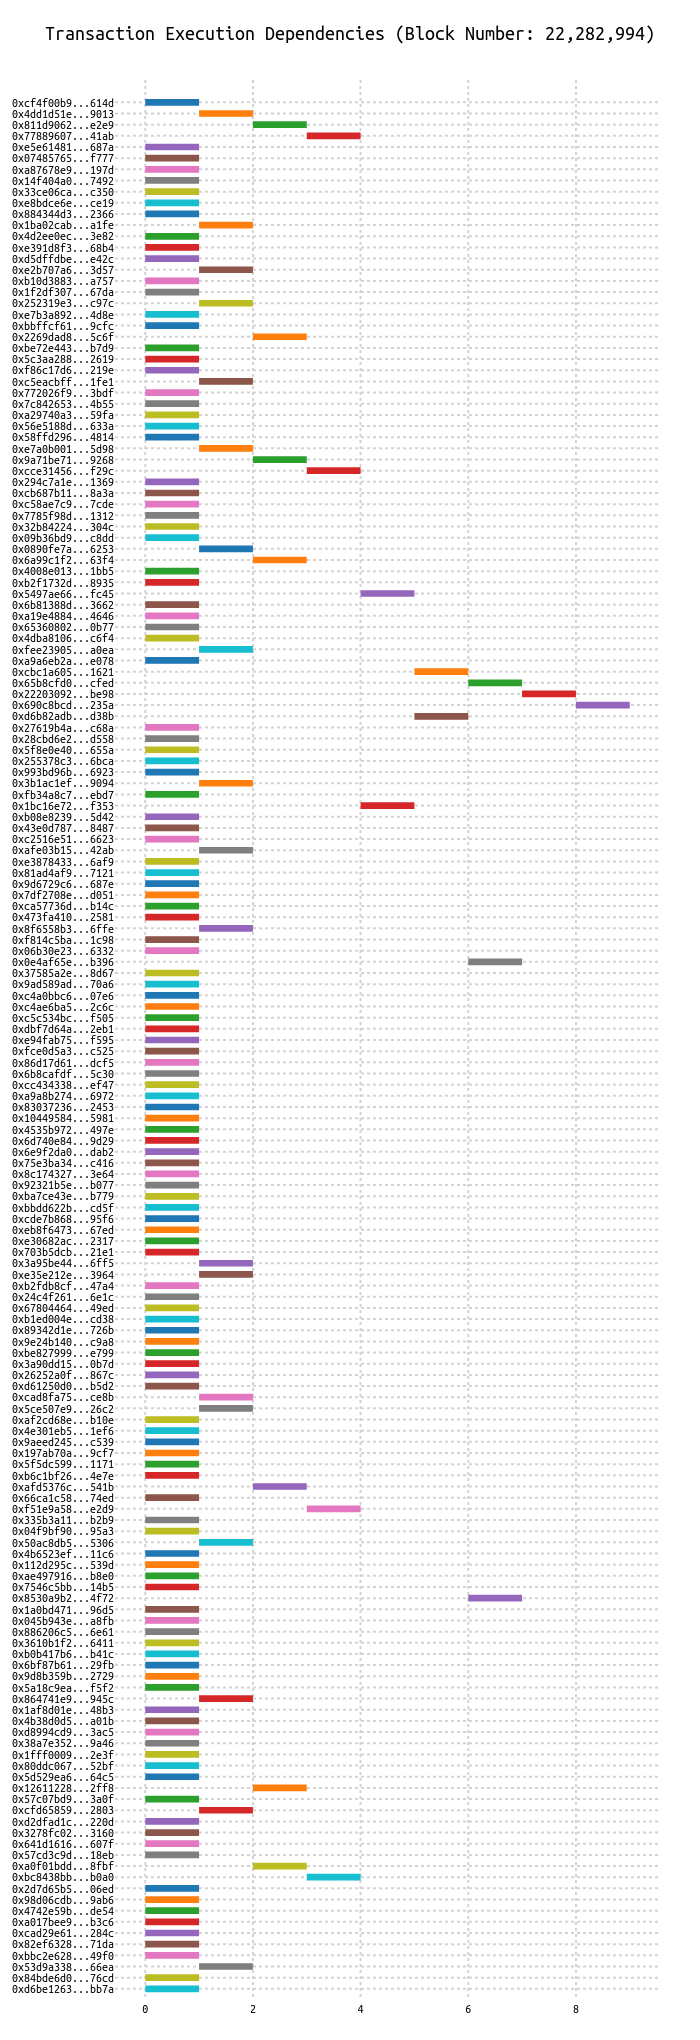 Transaction Execution Dependencies (Block Number: 22,282,994)
0xcf4f00b9...614d
0x4dd1d51e...9013
0x811d9062...e2e9
0x77889607...41ab
0xe5e61481...687a
0x07485765...f777
0xa87678e9...197d
0x14f404a0...7492
0x33ce06ca...c350
0xe8bdce6e...ce19
0x884344d3...2366
0x1ba02cab...a1fe
0x4d2ee0ec...3e82
0xe391d8f3...68b4
0xd5dffdbe...e42c
0xe2b707a6...3d57
0xb10d3883...a757
0x1f2df307...67da
0x252319e3...c97c
0xe7b3a892...4d8e
0xbbffcf61...9cfc
0x2269dad8...5c6f
0xbe72e443...b7d9
0x5c3aa288...2619
0xf86c17d6...219e
0xc5eacbff...1fe1
0x772026f9...3bdf
0x7c842653...4b55
0xa29740a3...59fa
0x56e5188d...633a
0x58ffd296...4814
0xe7a0b001...5d98
0x9a71be71...9268
0xcce31456...f29c
0x294c7a1e...1369
0xcb687b11...8a3a
0xc58ae7c9...7cde
0x7785f98d...1312
0x32b84224...304c
0x09b36bd9...c8dd
0x0890fe7a...6253
0x6a99c1f2...63f4
0x4008e013...1bb5
0xb2f1732d...8935
0x5497ae66...fc45
0x6b81388d...3662
0xa19e4884...4646
0x65360802...0b77
0x4dba8106...c6f4
0xfee23905...a0ea
0xa9a6eb2a...e078
0xcbc1a605...1621
0x65b8cfd0...cfed
0x22203092...be98
0x690c8bcd...235a
0xd6b82adb...d38b
0x27619b4a...c68a
0x28cbd6e2...d558
0x5f8e0e40...655a
0x255378c3...6bca
0x993bd96b...6923
0x3b1ac1ef...9094
0xfb34a8c7...ebd7
0x1bc16e72...f353
0xb08e8239...5d42
0x43e0d787...8487
0xc2516e51...6623
0xafe03b15...42ab
0xe3878433...6af9
0x81ad4af9...7121
0x9d6729c6...687e
0x7df2708e...d051
0xca57736d...b14c
0x473fa410...2581
0x8f6558b3...6ffe
0xf814c5ba...1c98
0x06b30e23...6332
0x0e4af65e...b396
0x37585a2e...8d67
0x9ad589ad...70a6
0xc4a0bbc6...07e6
0xc4ae6ba5...2c6c
0xc5c534bc...f505
0xdbf7d64a...2eb1
0xe94fab75...f595
0xfce0d5a3...c525
0x86d17d61...dcf5
0x6b8cafdf...5c30
0xcc434338...ef47
0xa9a8b274...6972
0x83037236...2453
0x10449584...5981
0x4535b972...497e
0x6d740e84...9d29
0x6e9f2da0...dab2
0x75e3ba34...c416
0x8c174327...3e64
0x92321b5e...b077
0xba7ce43e...b779
0xbbdd622b...cd5f
0xcde7b868...95f6
0xeb8f6473...67ed
0xe30682ac...2317
0x703b5dcb...21e1
0x3a95be44...6ff5
0xe35e212e...3964
0xb2fdb8cf...47a4
0x24c4f261...6e1c
0x67804464...49ed
0xb1ed004e...cd38
0x89342d1e...726b
0x9e24b140...c9a8
0xbe827999...e799
0x3a90dd15...0b7d
0x26252a0f...867c
0xd61250d0...b5d2
0xcad8fa75...ce8b
0x5ce507e9...26c2
0xaf2cd68e...b10e
0x4e301eb5...1ef6
0x9aeed245...c539
0x197ab70a...9cf7
0x5f5dc599...1171
0xb6c1bf26...4e7e
0xafd5376c...541b
0x66ca1c58...74ed
0xf51e9a58...e2d9
0x335b3a11...b2b9
0x04f9bf90...95a3
0x50ac8db5...5306
0x4b6523ef...11c6
0x112d295c...539d
0xae497916...b8e0
0x7546c5bb...14b5
0x8530a9b2...4f72
0x1a0bd471...96d5
0x045b943e...a8fb
0x886206c5...6e61
0x3610b1f2...6411
0xb0b417b6...b41c
0x6bf87b61...29fb
0x9d8b359b...2729
0x5a18c9ea...f5f2
0x864741e9...945c
0x1af8d01e...48b3
0x4b38d0d5...a01b
0xd8994cd9...3ac5
0x38a7e352...9a46
0x1fff0009...2e3f
0x80ddc067...52bf
0x5d529ea6...64c5
0x12611228...2ff8
0x57c07bd9...3a0f
0xcfd65859...2803
0xd2dfad1c...220d
0x3278fc02...3160
0x641d1616...607f
0x57cd3c9d...18eb
0xa0f01bdd...8fbf
0xbc8438bb...b0a0
0x2d7d65b5...06ed
0x98d06cdb...9ab6
0x4742e59b...de54
0xa017bee9...b3c6
0xcad29e61...284c
0x82ef6328...71da
0xbbc2e628...49f0
0x53d9a338...66ea
0x84bde6d0...76cd
0xd6be1263...bb7a
0 2 4 6 8